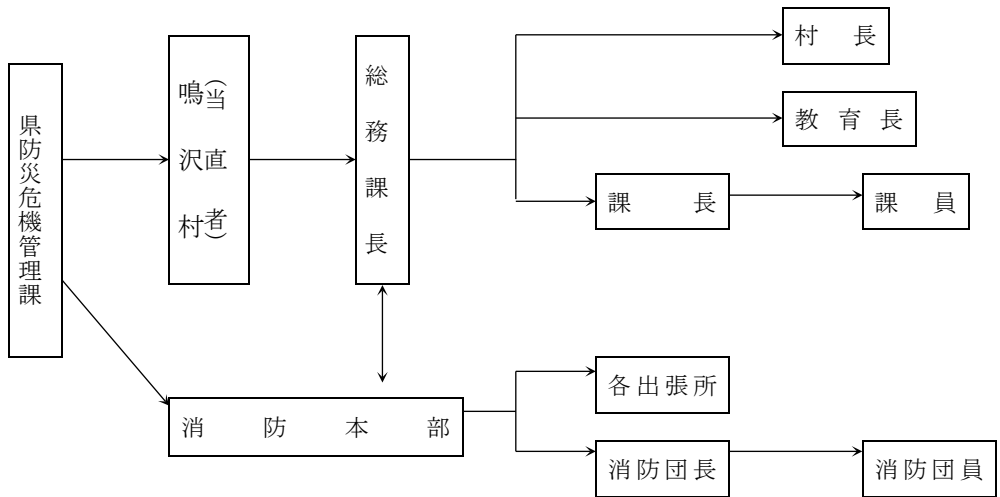 県防災危機管理課
鳴沢村
（当直者）
総務課長
村長
教育長
課長
課員
消防本部
各出張所
消防団長
消防団員